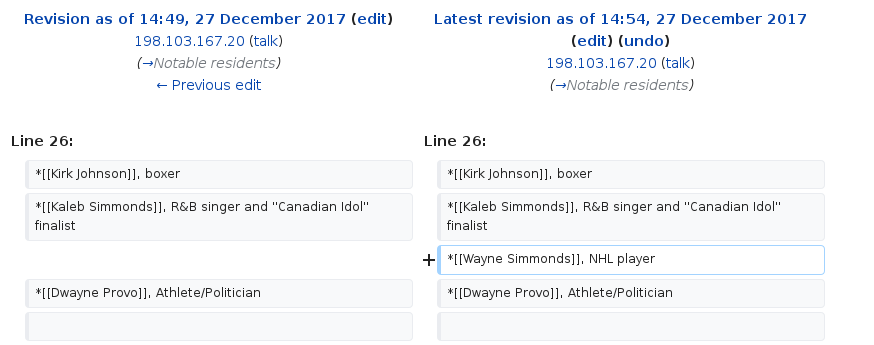 Revision as of 14:49, 27 December 2017 (edit)
198.103.167.20 (talk)
(→Notable residents)
← Previous edit
Latest revision as of 14:54, 27 December 2017
(edit) (undo)
198.103.167.20 (talk)
(→Notable residents)
Line 26:
Line 26:
*[[Kirk Johnson]], boxer
*[[Kirk Johnson]], boxer
*[[Kaleb Simmonds]], R&B singer and "Canadian Idol"
finalist
*[[Kaleb Simmonds]], R&B singer and "Canadian Idol"
finalist
+ *[[Wayne Simmonds]], NHL player
*[[Dwayne Provo]], Athlete/Politician
*[[Dwayne Provo]], Athlete/Politician